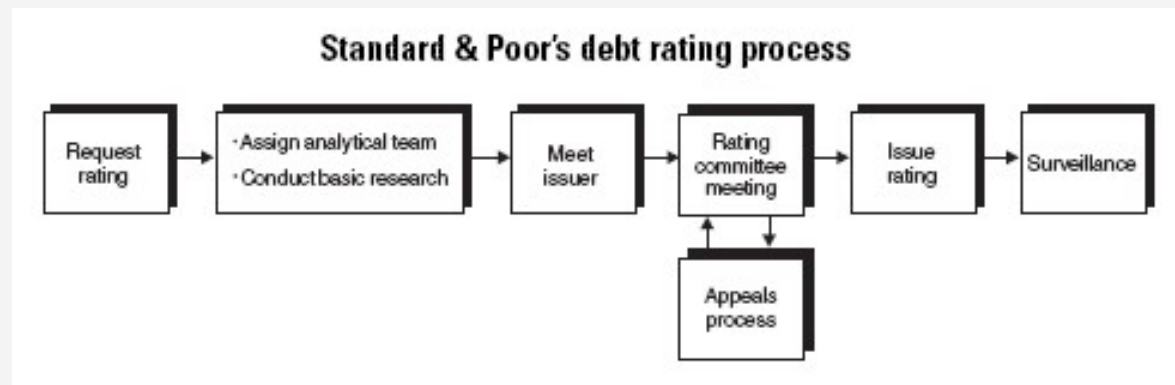 Standard & Poor's debt rating process
Request
rating
·Assign analytical team
·Conduct basic research
Meet
issuer
Rating
committee
meeting
Issue
rating
Surveillance
Appeals
process